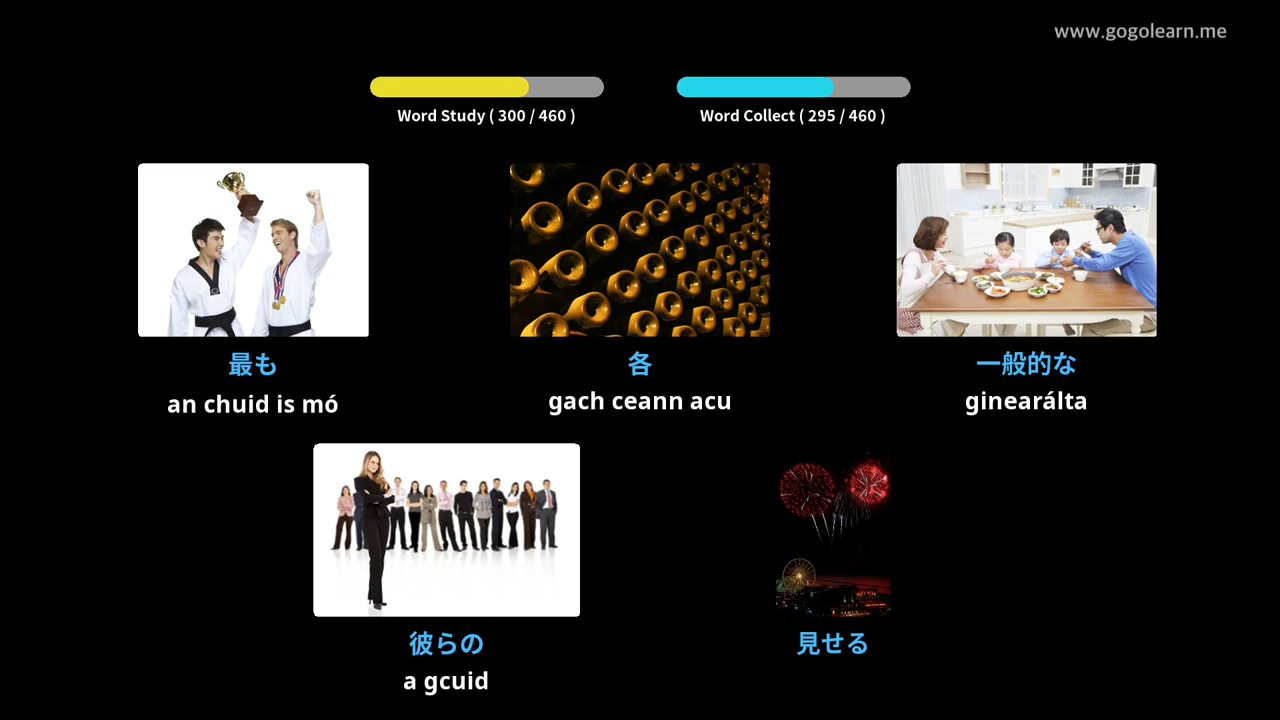 www.gogolearn.me
Word Study ( 300 / 460 )
Word Collect ( 295 / 460 )
最も
an chuid is mó
各
gach ceann acu
一般的な
ginearálta
彼らの
a gcuid
見せる